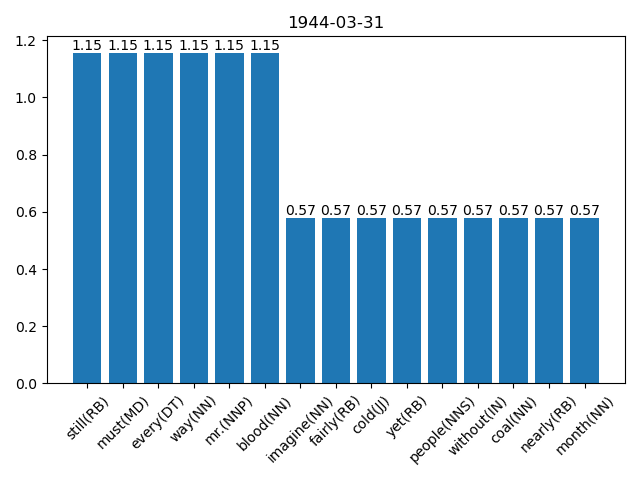 1944-03-31
1.15 1.15 1.15 1.15 1.15 1.15
0.57 0.57 0.57 0.57 0.57 0.57 0.57 0.57 0.57
1.2
1.0
0.8
0.6
0.4
0.2
0.0
still(RB)
must(MD)
every(DT)
way(NN)
mr.(NNP)
blood(NN)
imagine(NN)
fairly(RB)
cold(JJ)
yet(RB)
people(NNS)
without(IN)
coal(NN)
nearly(RB)
month(NN)